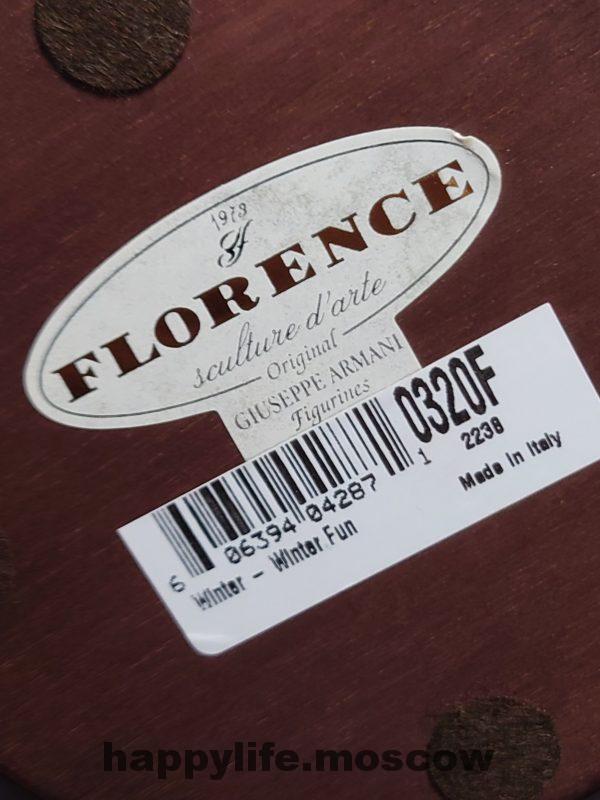 1973
FLORENCE
sculture d'arte
Original
GIUSEPPE ARMANI
Figurines
0320F
2238
Made in Italy
6 06394 04287 1
Winter - Winter Fun
happylife.moscow